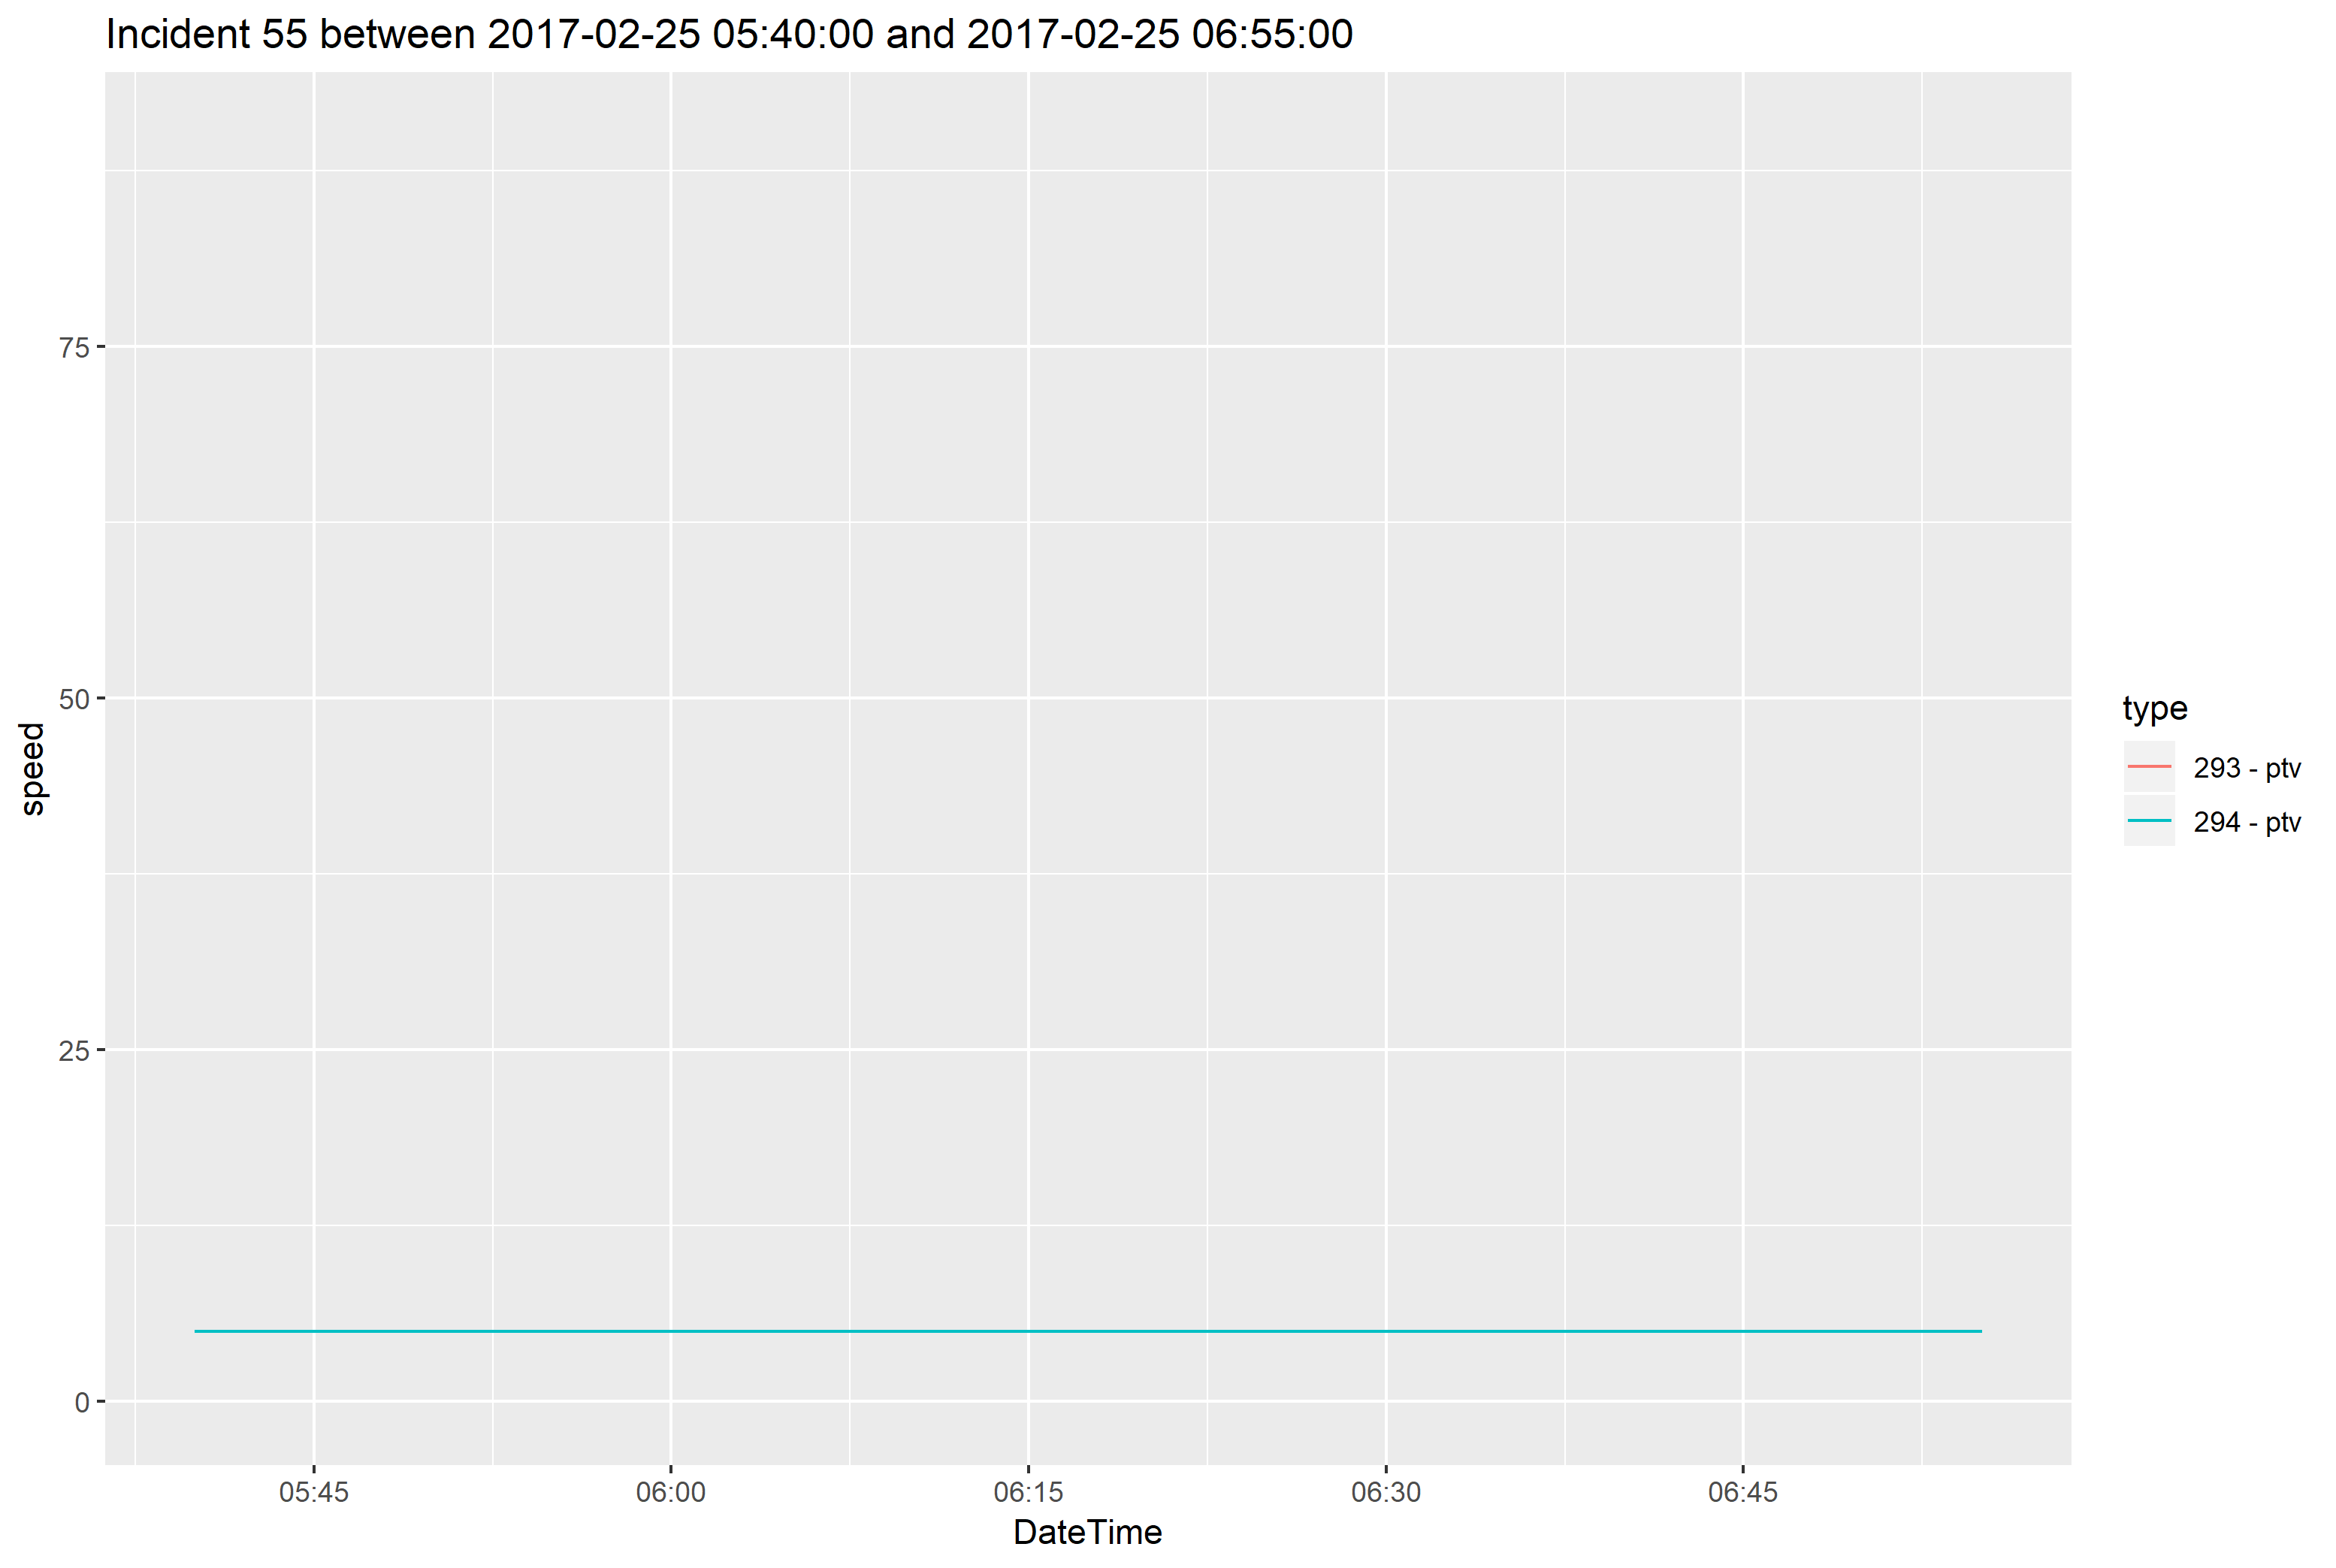 Incident 55 between 2017-02-25 05:40:00 and 2017-02-25 06:55:00
75
50
25
0
speed
05:45 06:00 06:15 06:30 06:45
DateTime
type
293 - ptv
294 - ptv